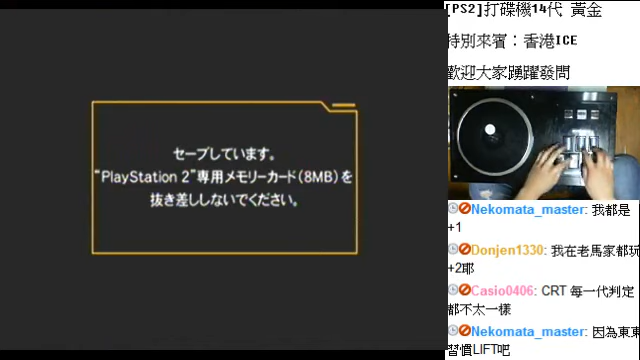 セーブしています。
“PlayStation 2”専用メモリーカード(8MB)を
抜き差ししないでください。
[PS2]打碟機14代 黃金
特別來賓：香港ICE
歡迎大家踴躍發問
Nekomata_master: 我都是
+1
Donjen1330: 我在老馬家都玩
+2耶
Casio0406: CRT 每一代判定
都不太一樣
Nekomata_master: 因為東東
習慣LIFT吧